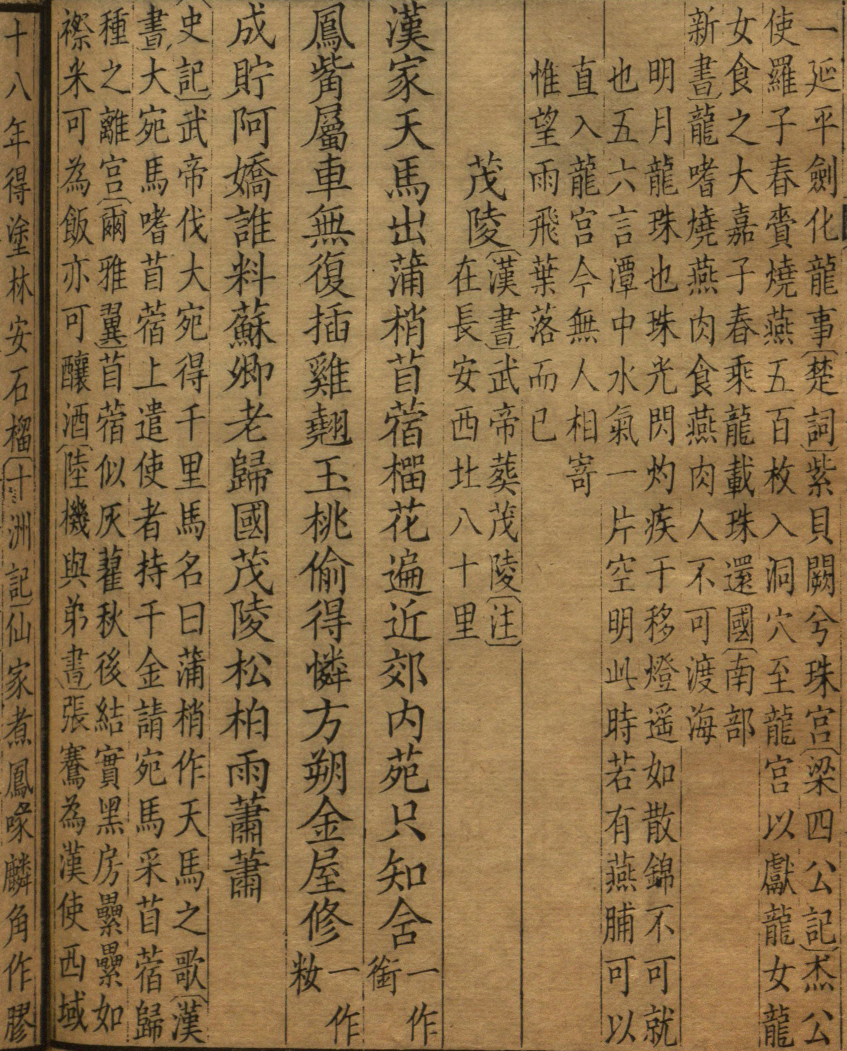 一延平劍化龍事楚詞紫貝闕兮珠宫梁四公記杰公
使羅子春賫燒燕五百枚入洞穴至龍宫以獻龍女龍
女食之大嘉子春乘龍載珠還國南部
新書龍嗜燒燕肉食燕肉人不可渡海
明月龍珠也珠光閃灼疾于移燈遥如散錦不可就
也五六言潭中水氣一片空明此時若有燕脯可以
直入龍宫今無人相寄
惟望雨飛葉落而已
茂陵漢書武帝葬茂陵注
在長安西北八十里
漢家天馬出蒲梢苜蓿榴花遍近郊内苑只知含一作
銜
鳳觜屬車無復插雞翹玉桃偷得憐方朔金屋修一作
妝
成貯阿嬌誰料蘇卿老歸國茂陵松柏雨蕭蕭
史記武帝伐大宛得千里馬名曰蒲梢作天馬之歌漢
書大宛馬嗜苜蓿上遣使者持千金請宛馬采苜蓿歸
種之離宫爾雅翼苜蓿似灰藋秋後結實黑房纍纍如
穄米可為飯亦可釀酒陸機與弟書張騫為漢使西域
十八年得塗林安石榴十洲記仙家煮鳳喙麟角作膠